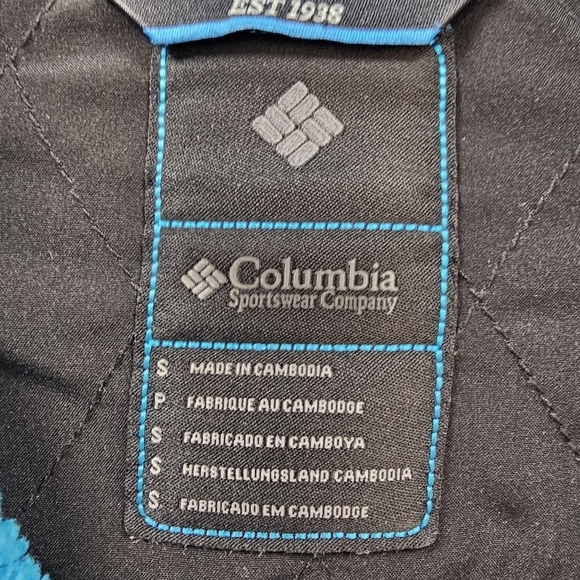 EST 1938
Columbia
Sportswear Company
S MADE IN CAMBODIA
P FABRIQUE AU CAMBODGE
S FABRICADO EN CAMBOYA
S HERSTELLUNGSLAND CAMBODIA
S FABRICADO EM CAMBODGE